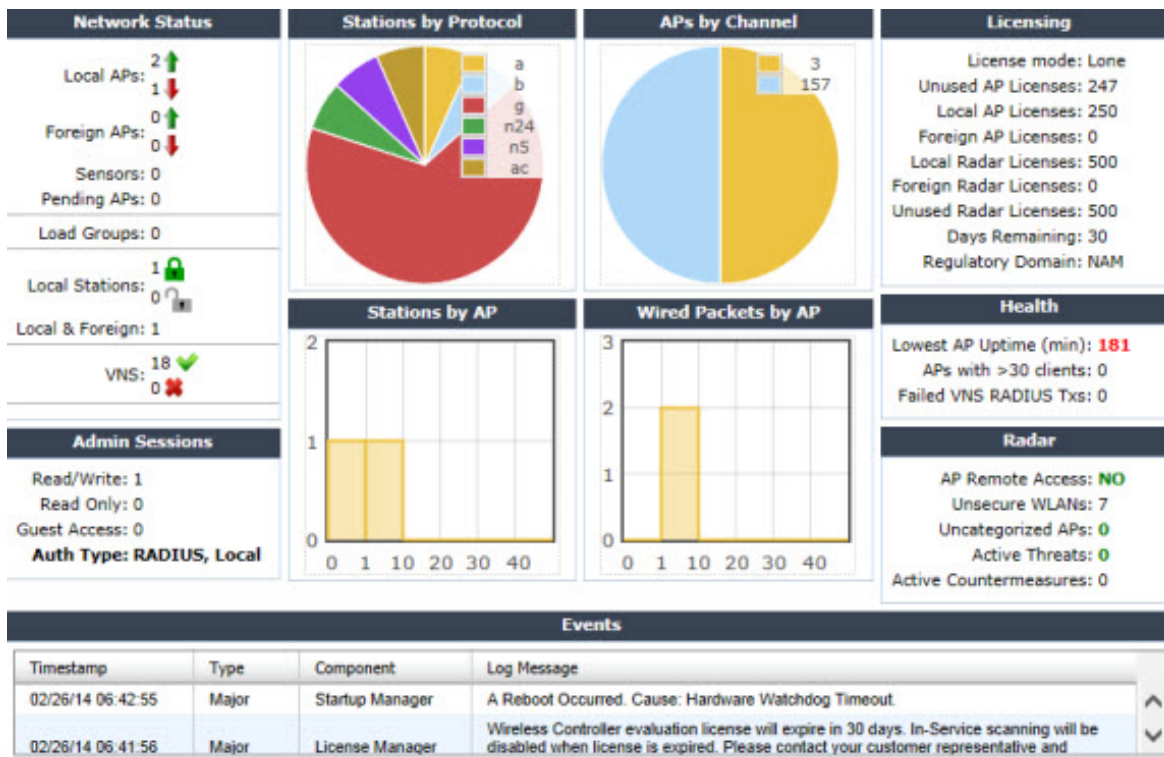 Network Status
Local APs: 2
1
Foreign APs: 0
0
Sensors: 0
Pending APs: 0
Load Groups: 0
Local Stations: 1
0
Local & Foreign: 1
VNS: 18
0
Admin Sessions
Read/Write: 1
Read Only: 0
Guest Access: 0
Auth Type: RADIUS, Local
Stations by Protocol
a
b
g
n24
n5
ac
APs by Channel
3
157
Stations by AP
2
1
0
0 1 10 20 30 40
Wired Packets by AP
3
2
1
0
0 1 10 20 30 40
Licensing
License mode: Lone
Unused AP Licenses: 247
Local AP Licenses: 250
Foreign AP Licenses: 0
Local Radar Licenses: 500
Foreign Radar Licenses: 0
Unused Radar Licenses: 500
Days Remaining: 30
Regulatory Domain: NAM
Health
Lowest AP Uptime (min): 181
APs with >30 clients: 0
Failed VNS RADIUS Txs: 0
Radar
AP Remote Access: NO
Unsecure WLANs: 7
Uncategorized APs: 0
Active Threats: 0
Active Countermeasures: 0
Events
Timestamp Type Component Log Message
02/26/14 06:42:55 Major Startup Manager A Reboot Occurred. Cause: Hardware Watchdog Timeout.
Wireless Controller evaluation license will expire in 30 days. In-Service scanning will be
02/26/14 06:41:56 Major License Manager disabled when license is expired. Please contact your customer representative and